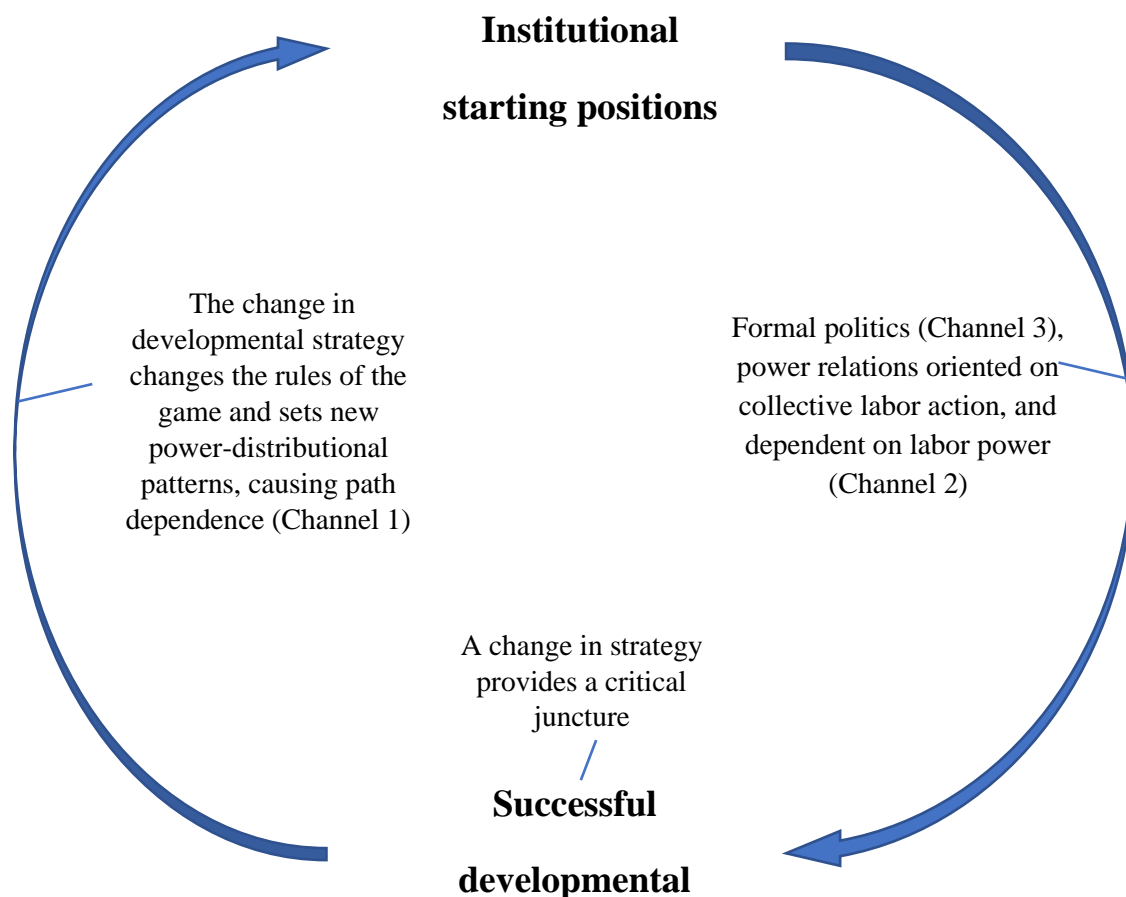 Institutional
starting positions
The change in
developmental strategy
changes the rules of the
game and sets new
power-distributional
patterns, causing path
dependence (Channel 1)
Formal politics (Channel 3),
power relations oriented on
collective labor action, and
dependent on labor power
(Channel 2)
A change in strategy
provides a critical
juncture
Successful
developmental